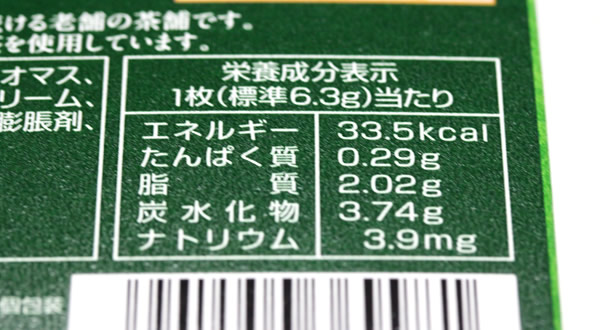 ける老舗の茶舗です。
を使用しています。
オマス、
リーム、
膨脹剤、
栄養成分表示
1枚(標準6.3g)当たり
エネルギー 33.5kcal
たんぱく質 0.29g
脂質 2.02g
炭水化物 3.74g
ナトリウム 3.9mg
個包装